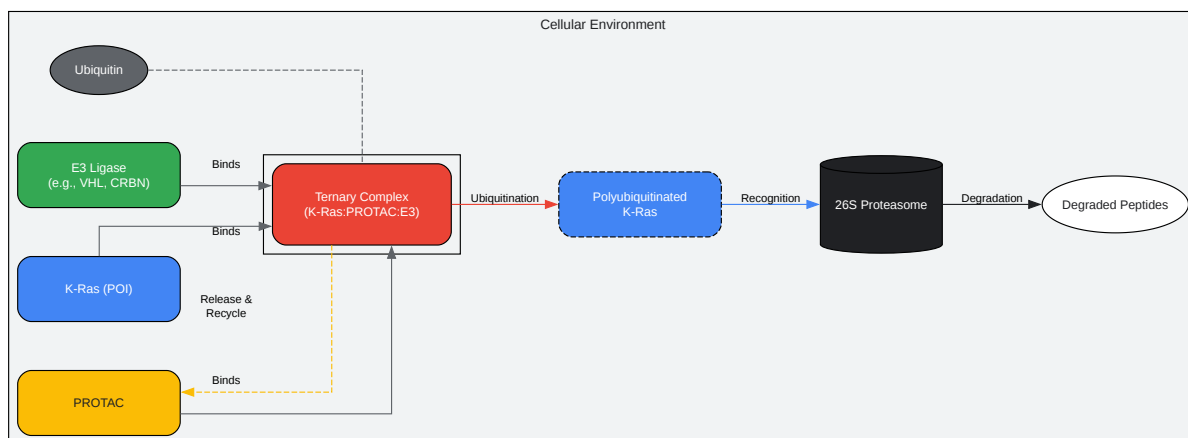 Cellular Environment
Ubiquitin
E3 Ligase
(e.g., VHL, CRBN)
Binds
Ternary Complex
(K-Ras:PROTAC:E3)
Ubiquitination
Polyubiquitinated
K-Ras
Recognition
26S Proteasome
Degradation
Degraded Peptides
Binds
K-Ras (POI)
Release &
Recycle
Binds
PROTAC